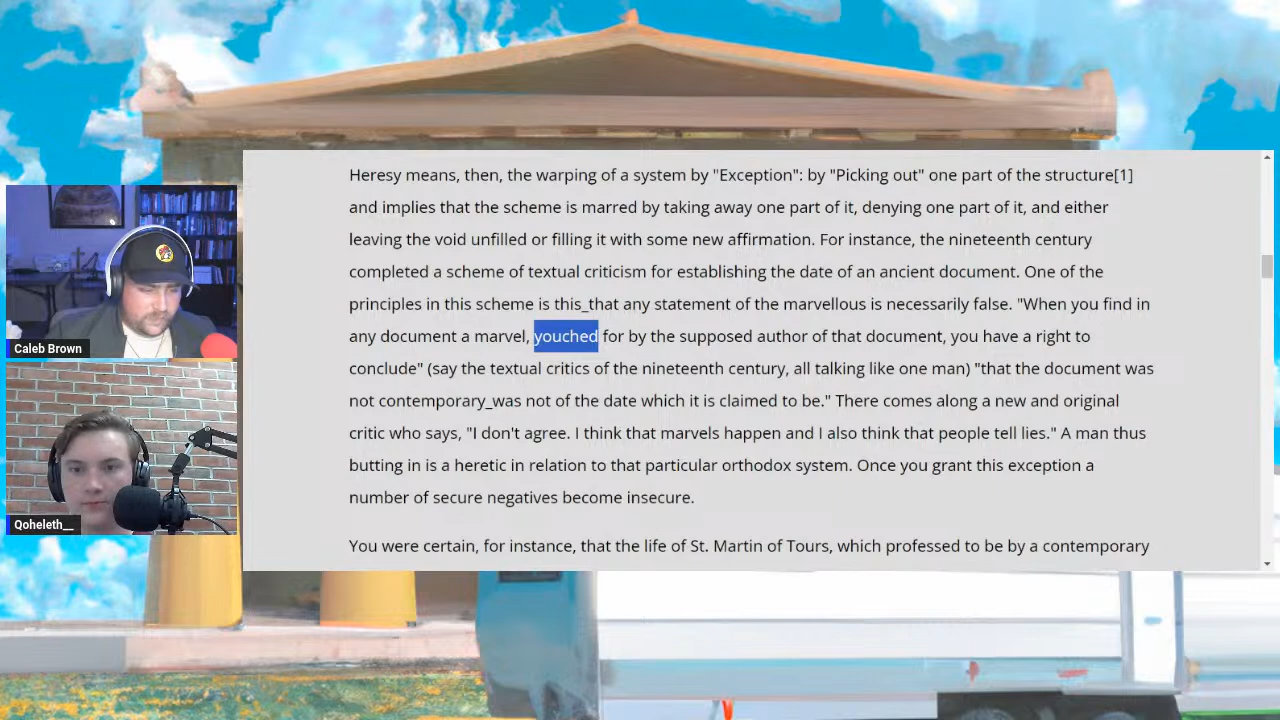 Heresy means, then, the warping of a system by "Exception": by "Picking out" one part of the structure[1]
and implies that the scheme is marred by taking away one part of it, denying one part of it, and either
leaving the void unfilled or filling it with some new affirmation. For instance, the nineteenth century
completed a scheme of textual criticism for establishing the date of an ancient document. One of the
principles in this scheme is this_that any statement of the marvellous is necessarily false. "When you find in
any document a marvel, youched for by the supposed author of that document, you have a right to
conclude" (say the textual critics of the nineteenth century, all talking like one man) "that the document was
not contemporary_was not of the date which it is claimed to be." There comes along a new and original
critic who says, "I don't agree. I think that marvels happen and I also think that people tell lies." A man thus
butting in is a heretic in relation to that particular orthodox system. Once you grant this exception a
number of secure negatives become insecure.
You were certain, for instance, that the life of St. Martin of Tours, which professed to be by a contemporary
Caleb Brown
Qoheleth__